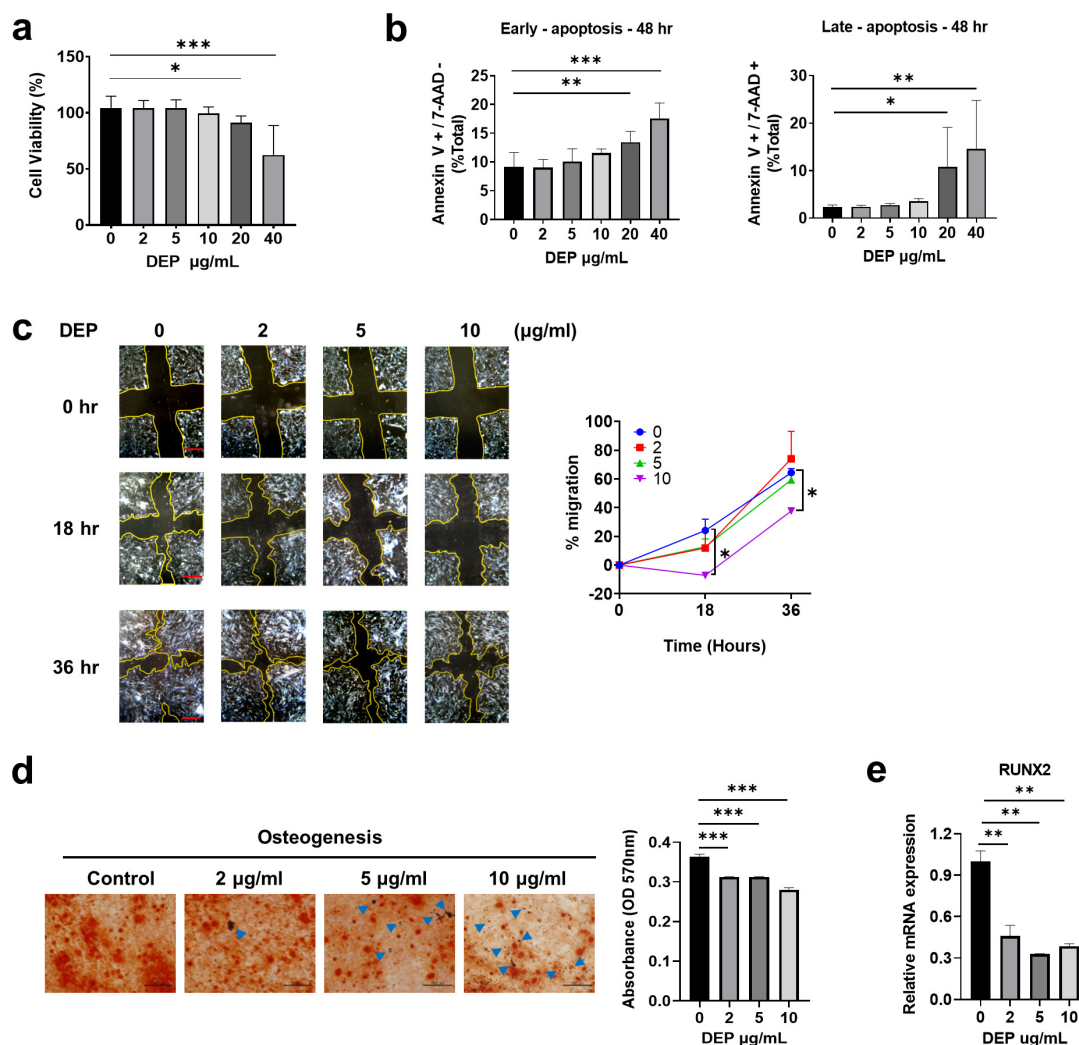 a
***
*
150
100
50
0
Cell Viability (%)
0 2 5 10 20 40
DEP µg/mL
b
Early - apoptosis - 48 hr
***
**
25
20
15
10
5
0
Annexin V + / 7-AAD -
(%Total)
0 2 5 10 20 40
DEP µg/mL
Late - apoptosis - 48 hr
**
*
30
20
10
0
Annexin V + / 7-AAD +
(%Total)
0 2 5 10 20 40
DEP µg/mL
c
DEP 0 2 5 10 (µg/ml)
0 hr
18 hr
36 hr
100
80
60
40
20
0
-20
% migration
0
2
5
10
*
*
0 18 36
Time (Hours)
d
Osteogenesis
Control 2 µg/ml 5 µg/ml 10 µg/ml
***
***
***
0.4
0.3
0.2
0.1
0.0
Absorbance (OD 570nm)
0 2 5 10
DEP µg/mL
e
RUNX2
**
**
**
1.2
0.9
0.6
0.3
0.0
Relative mRNA expression
0 2 5 10
DEP ug/mL